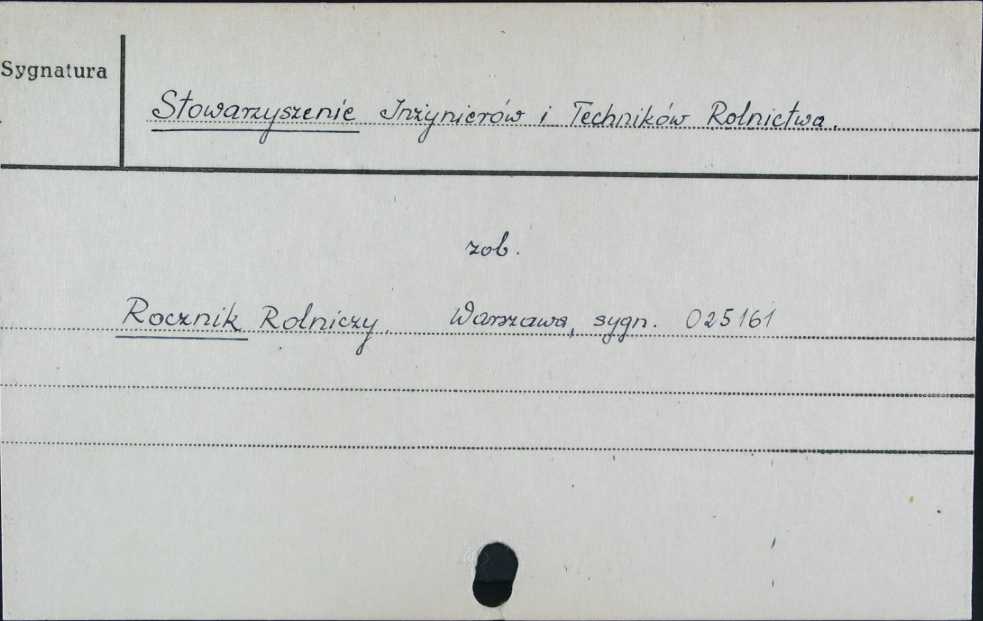 Sygnatura
Stowarzyszenie Inżynierów i Techników Rolnictwa.
zob.
Rocznik Rolniczy. Warszawa, sygn. 025161